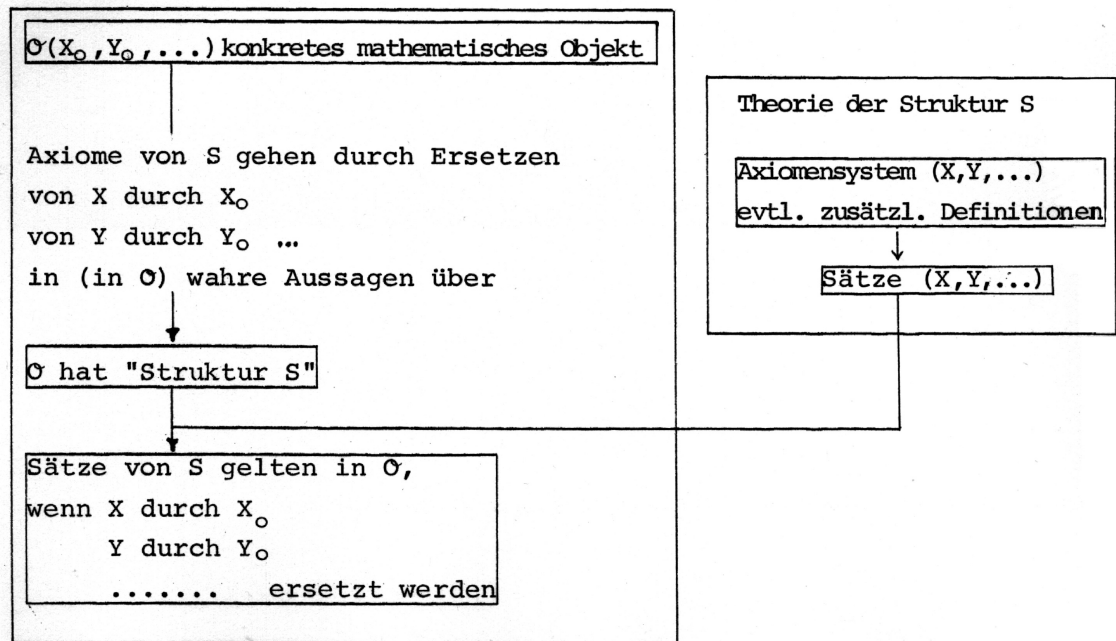 O(X₀,Y₀,...) konkretes mathematisches Objekt
Axiome von S gehen durch Ersetzen
von X durch X₀
von Y durch Y₀ ...
in (in O) wahre Aussagen über
O hat "Struktur S"
Sätze von S gelten in O,
wenn X durch X₀
Y durch Y₀
....... ersetzt werden
Theorie der Struktur S
Axiomensystem (X,Y,...)
evtl. zusätzl. Definitionen
Sätze (X,Y,...)